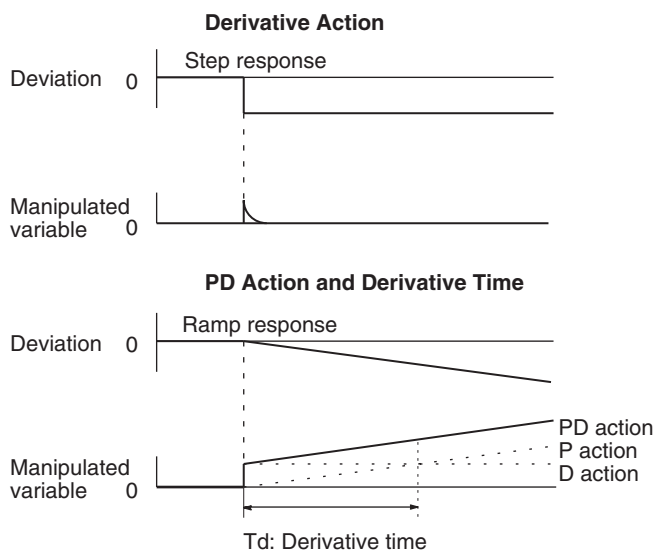 Derivative Action
Step response
Deviation 0
Manipulated
variable 0
PD Action and Derivative Time
Ramp response
Deviation 0
PD action
P action
D action
Manipulated
variable 0
Td: Derivative time